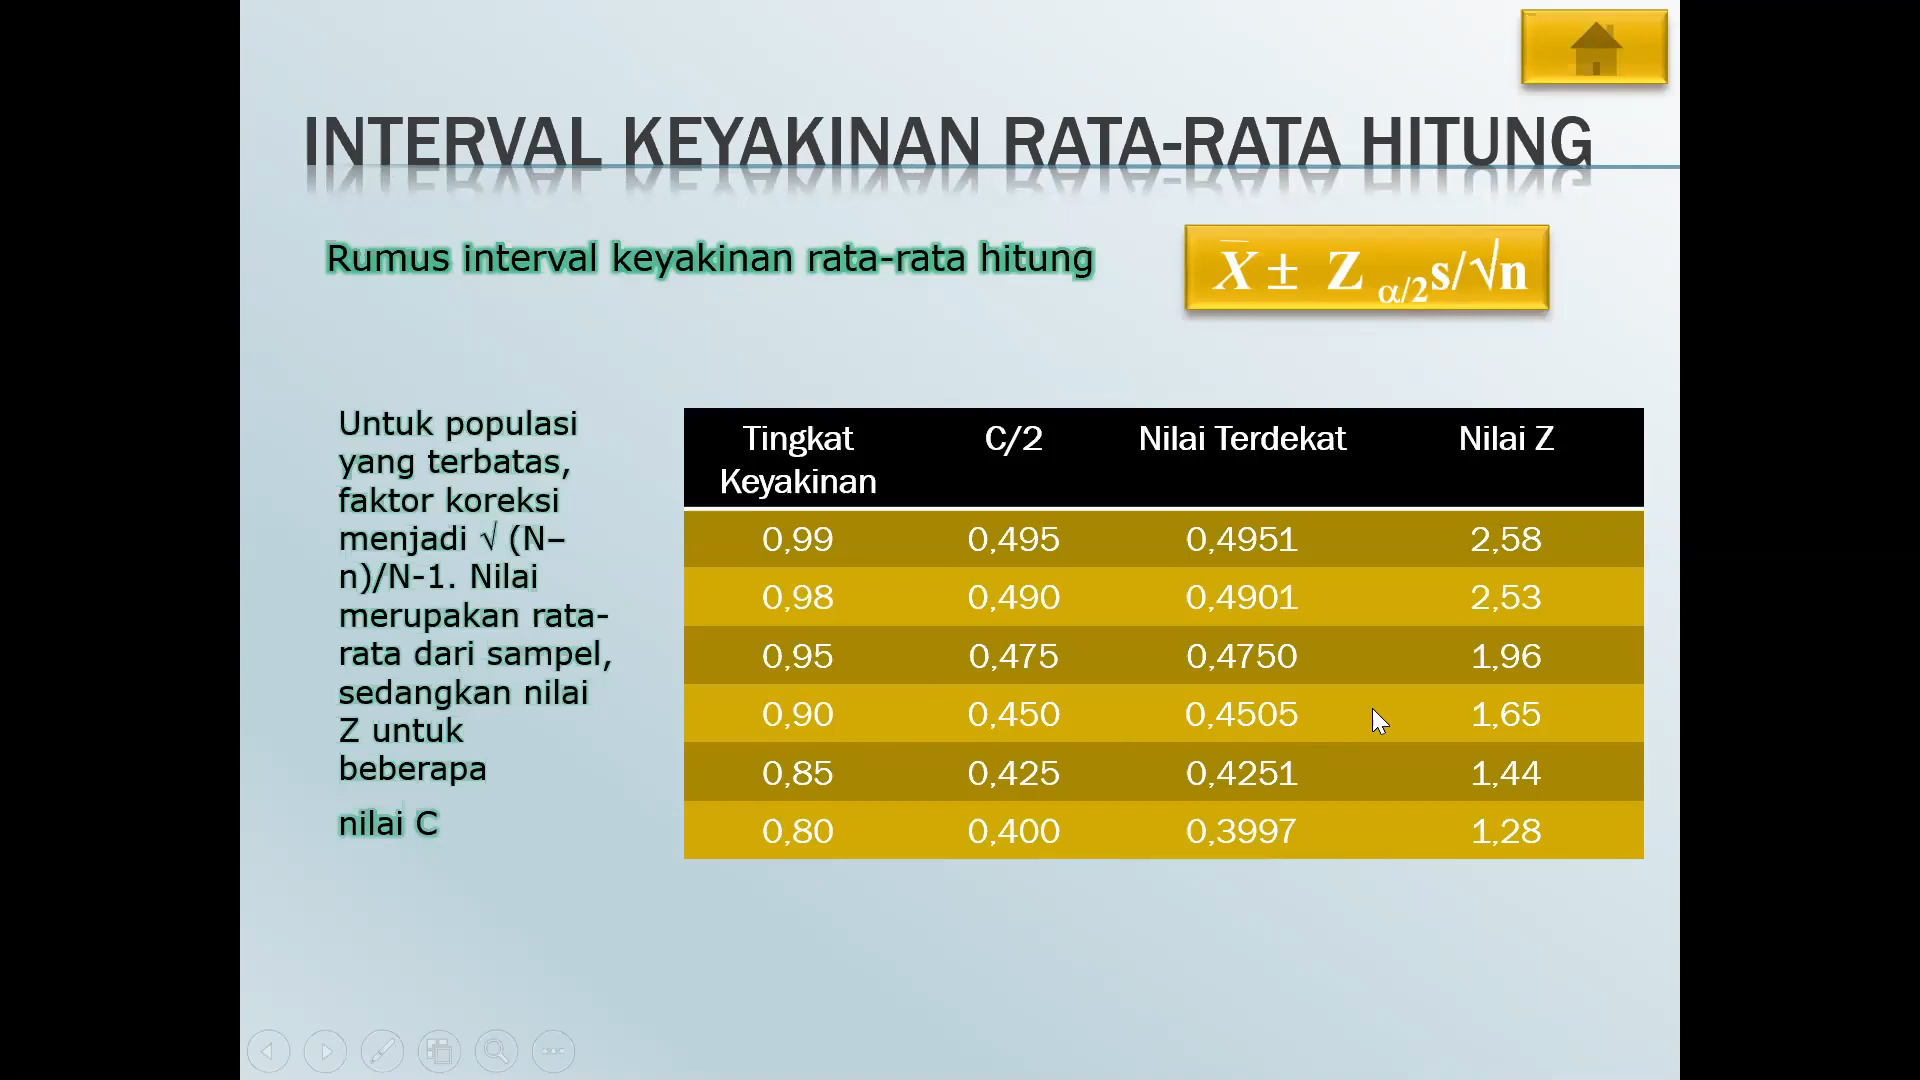 INTERVAL KEYAKINAN RATA-RATA HITUNG
Rumus interval keyakinan rata-rata hitung
X̅ ± Z α/2 s/√n
Untuk populasi
yang terbatas,
faktor koreksi
menjadi √ (N–
n)/N-1. Nilai
merupakan rata-
rata dari sampel,
sedangkan nilai
Z untuk
beberapa
nilai C
Tingkat Keyakinan C/2 Nilai Terdekat Nilai Z
0,99 0,495 0,4951 2,58
0,98 0,490 0,4901 2,53
0,95 0,475 0,4750 1,96
0,90 0,450 0,4505 1,65
0,85 0,425 0,4251 1,44
0,80 0,400 0,3997 1,28